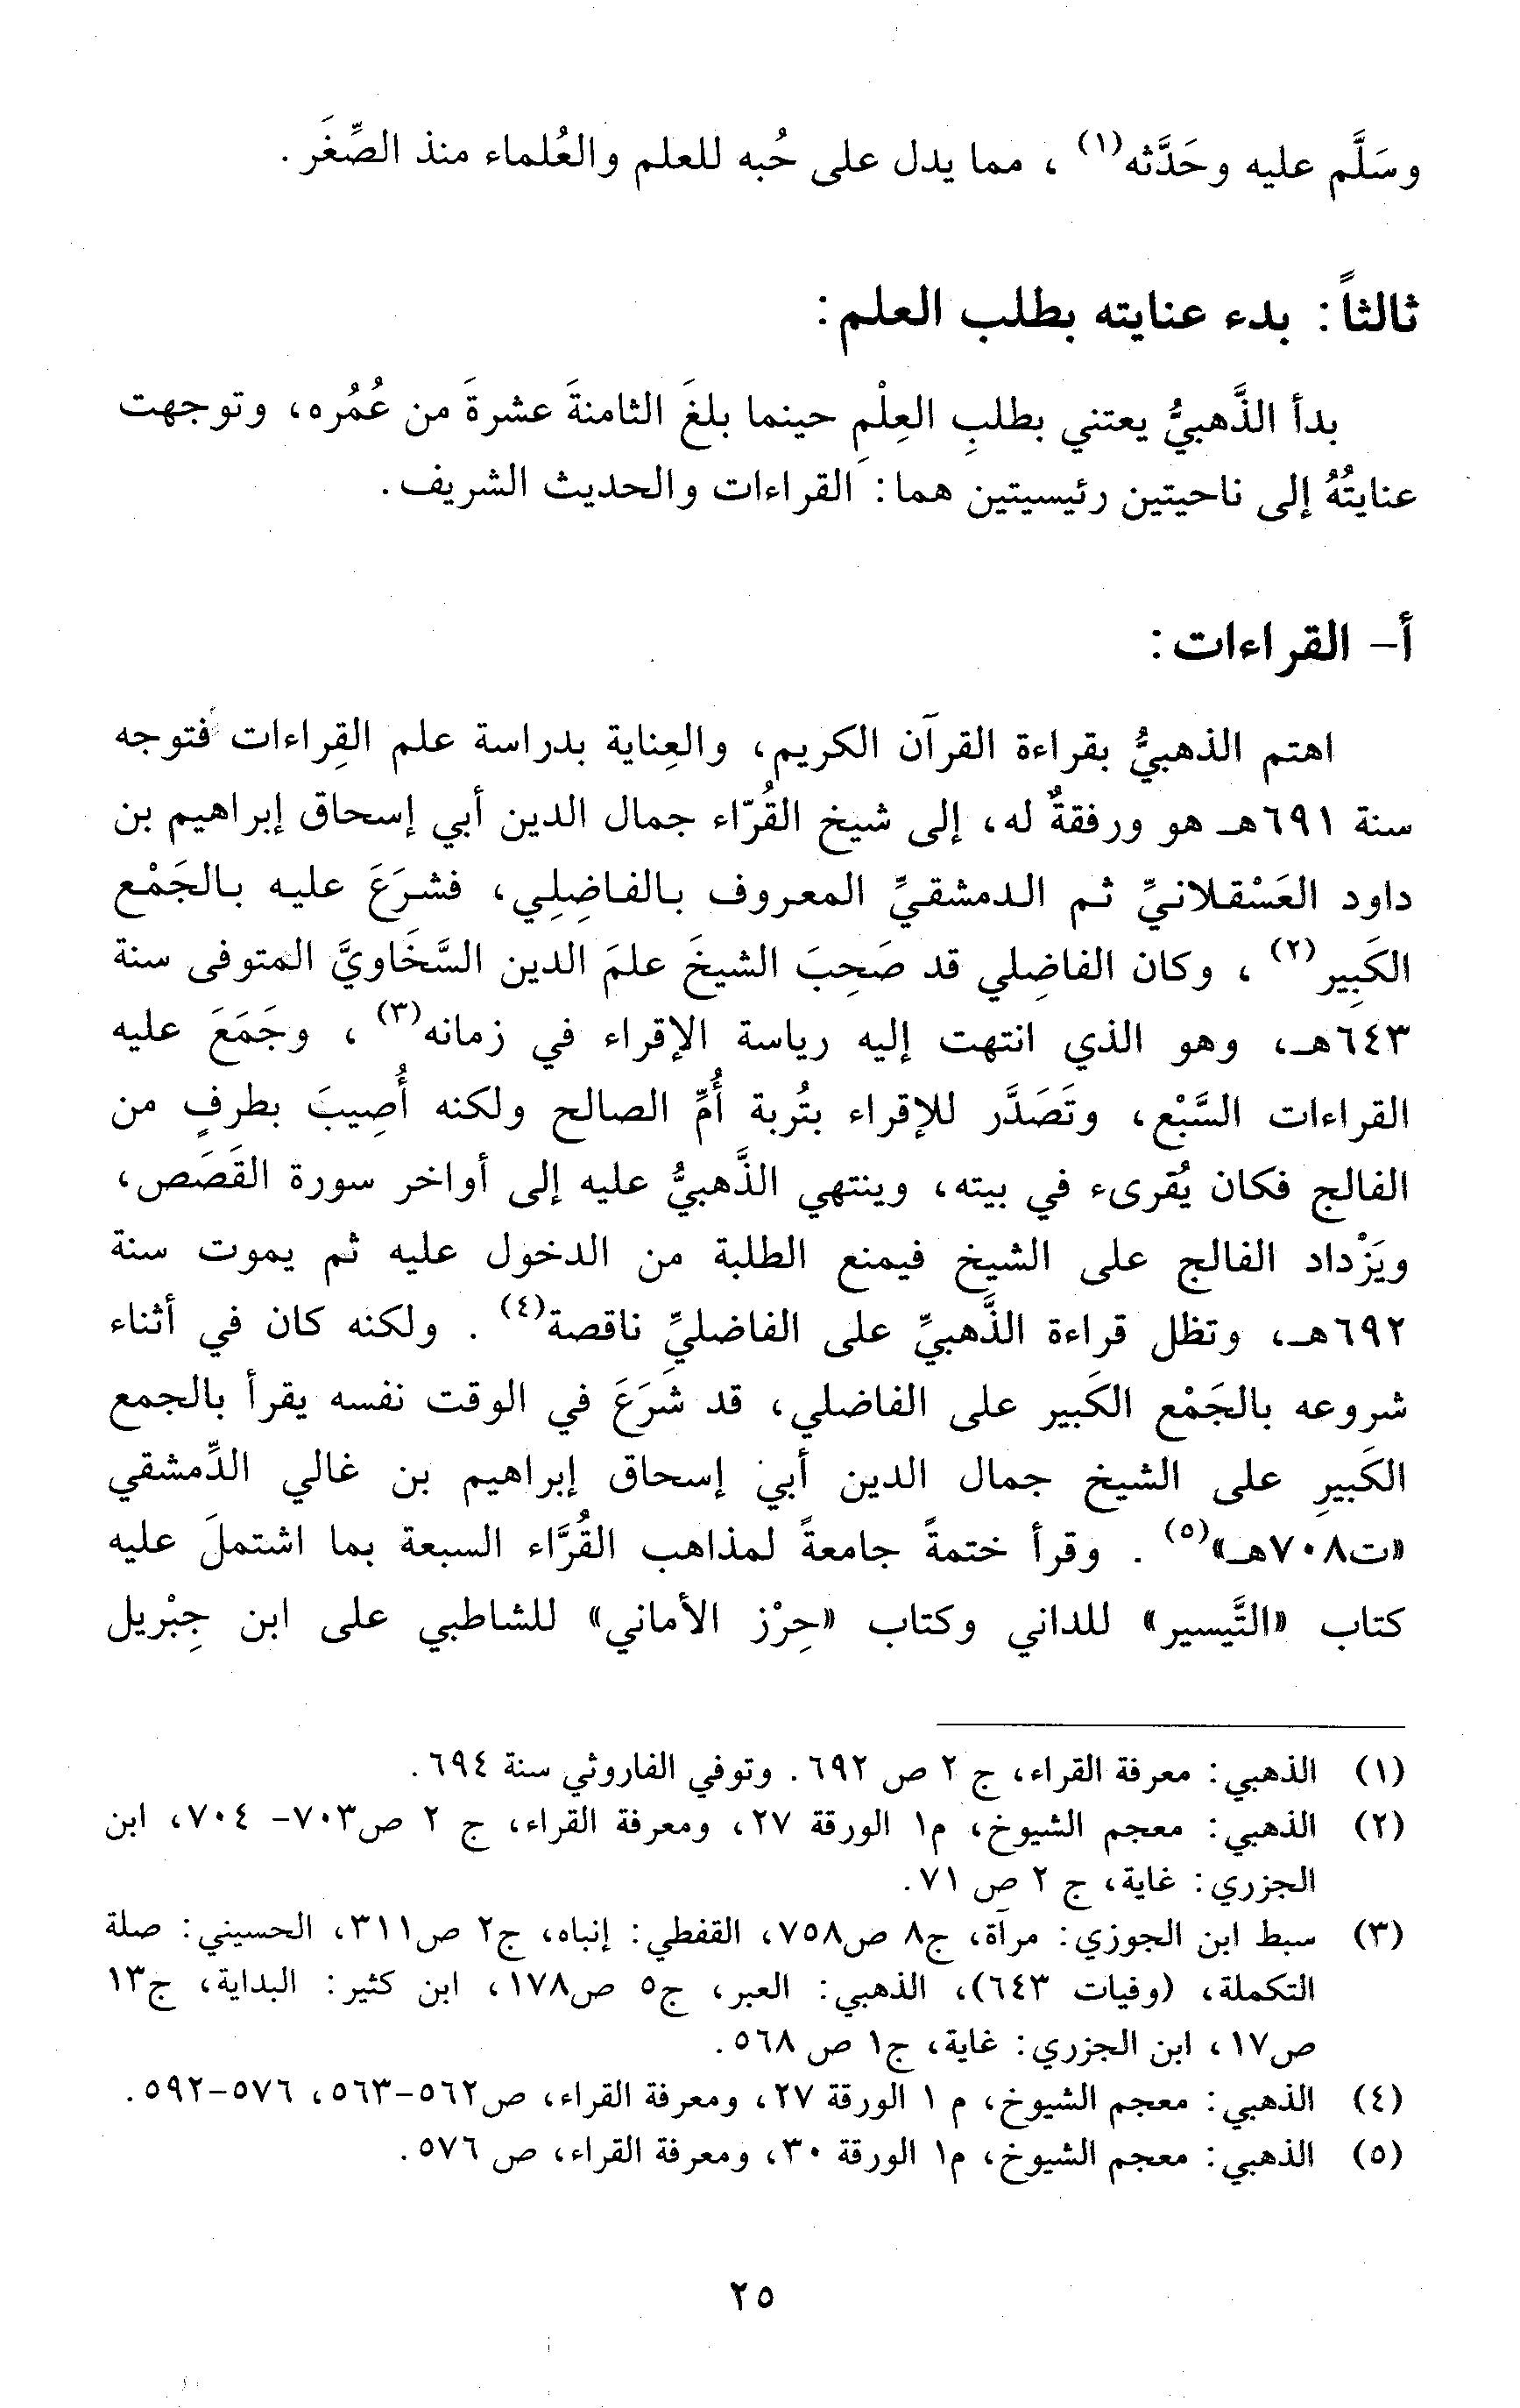 وسَلَّم عليه وحَدَّثه(١) ، مما يدل على حُبه للعلم والعُلماء منذ الصِّغَر .
ثالثاً : بدء عنايته بطلب العلم :
بدأ الذَّهبيُّ يعتني بطلبِ العِلْمِ حينما بلغَ الثامنةَ عشرةَ من عُمُره، وتوجهت
عنايتُهُ إلى ناحيتين رئيسيتين هما : القراءات والحديث الشريف .
أ- القراءات :
اهتم الذهبيُّ بقراءة القرآن الكريم، والعِناية بدراسة علم القِراءات فتوجه
سنة ٦٩١هـ هو ورفقةٌ له، إلى شيخ القُرّاء جمال الدين أبي إسحاق إبراهيم بن
داود العَسْقلانيِّ ثم الدمشقيِّ المعروف بالفاضِلِي، فشرَعَ عليه بالجَمْع
الكَبِير(٢) ، وكان الفاضِلي قد صَحِبَ الشيخَ علمَ الدين السَّخَاويَّ المتوفى سنة
٦٤٣هـ، وهو الذي انتهت إليه رياسة الإقراء في زمانه(٣) ، وجَمَعَ عليه
القراءات السَّبْع، وتَصَدَّر للإقراء بتُربة أُمِّ الصالح ولكنه أُصِيبَ بطرفٍ من
الفالج فكان يُقرىء في بيته، وينتهي الذَّهبيُّ عليه إلى أواخر سورة القَصَص،
ويَزْداد الفالج على الشيخ فيمنع الطلبة من الدخول عليه ثم يموت سنة
٦٩٢هـ، وتظل قراءة الذَّهبيِّ على الفاضليِّ ناقصة(٤) . ولكنه كان في أثناء
شروعه بالجَمْع الكَبير على الفاضلي، قد شَرَعَ في الوقت نفسه يقرأ بالجمع
الكَبيرِ على الشيخ جمال الدين أبي إسحاق إبراهيم بن غالي الدِّمشقي
«ت٧٠٨هـ»(٥) . وقرأ ختمةً جامعةً لمذاهب القُرَّاء السبعة بما اشتملَ عليه
كتاب «التَّيسير» للداني وكتاب «حِرْز الأماني» للشاطبي على ابن جِبْريل
(١) الذهبي : معرفة القراء، ج ٢ ص ٦٩٢ . وتوفي الفاروثي سنة ٦٩٤ .
(٢) الذهبي : معجم الشيوخ، م١ الورقة ٢٧، ومعرفة القراء، ج ٢ ص٧٠٣- ٧٠٤، ابن
الجزري : غاية، ج ٢ ص ٧١ .
(٣) سبط ابن الجوزي : مرآة، ج٨ ص٧٥٨، القفطي : إنباه، ج٢ ص٣١١، الحسيني : صلة
التكملة، (وفيات ٦٤٣)، الذهبي : العبر، ج٥ ص١٧٨، ابن كثير : البداية، ج١٣
ص١٧، ابن الجزري : غاية، ج١ ص ٥٦٨ .
(٤) الذهبي : معجم الشيوخ، م ١ الورقة ٢٧، ومعرفة القراء، ص٥٦٢-٥٦٣، ٥٧٦-٥٩٢ .
(٥) الذهبي : معجم الشيوخ، م١ الورقة ٣٠، ومعرفة القراء، ص ٥٧٦ .
٢٥